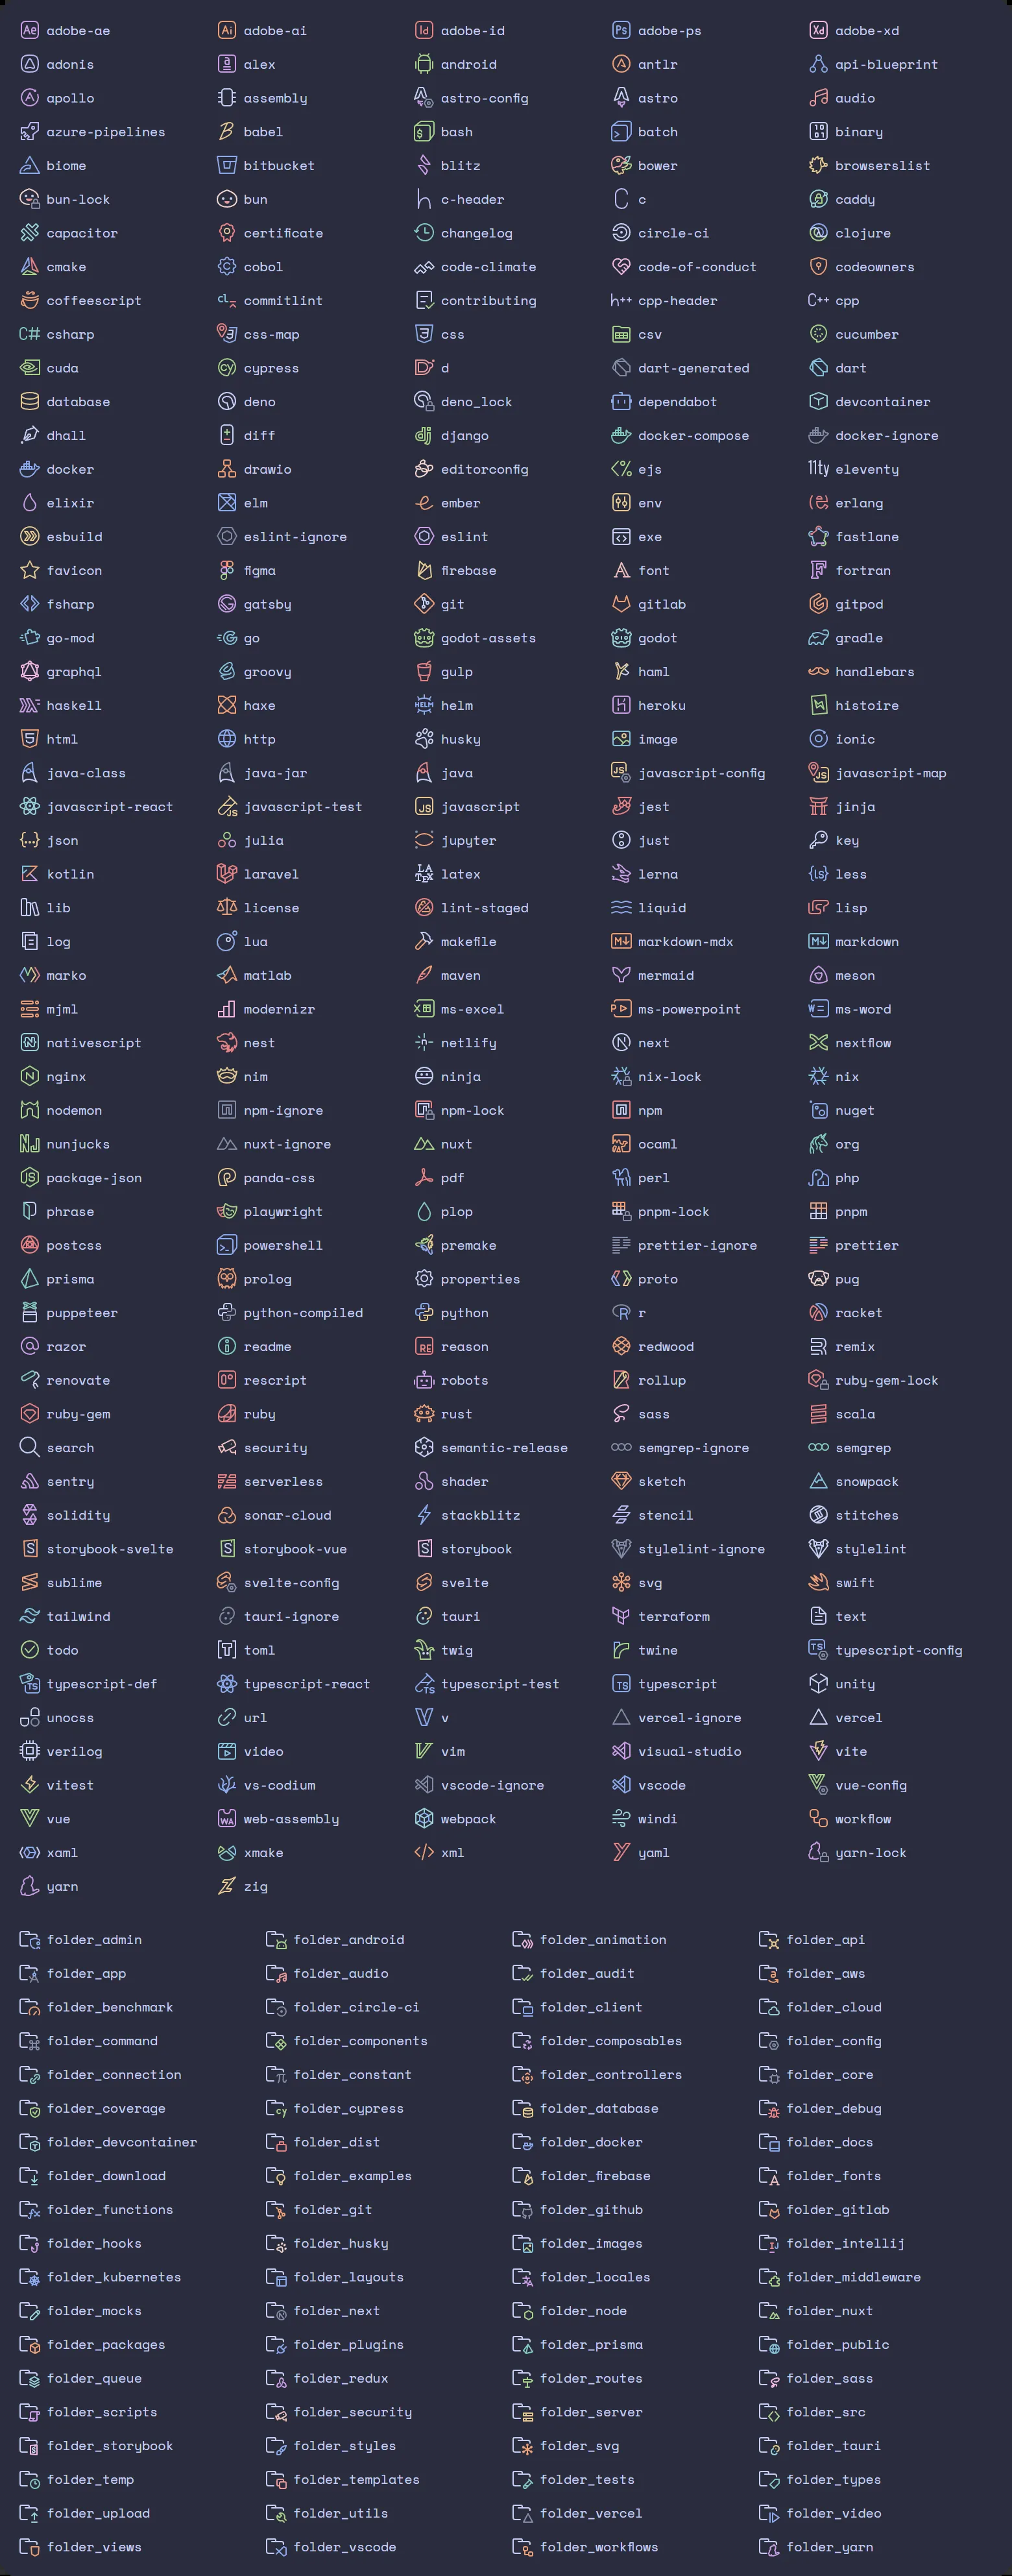 adobe-ae adobe-ai adobe-id adobe-ps adobe-xd
adonis alex android antlr api-blueprint
apollo assembly astro-config astro audio
azure-pipelines babel bash batch binary
biome bitbucket blitz bower browserslist
bun-lock bun c-header c caddy
capacitor certificate changelog circle-ci clojure
cmake cobol code-climate code-of-conduct codeowners
coffeescript commitlint contributing cpp-header cpp
csharp css-map css csv cucumber
cuda cypress d dart-generated dart
database deno deno_lock dependabot devcontainer
dhall diff django docker-compose docker-ignore
docker drawio editorconfig ejs eleventy
elixir elm ember env erlang
esbuild eslint-ignore eslint exe fastlane
favicon figma firebase font fortran
fsharp gatsby git gitlab gitpod
go-mod go godot-assets godot gradle
graphql groovy gulp haml handlebars
haskell haxe helm heroku histoire
html http husky image ionic
java-class java-jar java javascript-config javascript-map
javascript-react javascript-test javascript jest jinja
json julia jupyter just key
kotlin laravel latex lerna less
lib license lint-staged liquid lisp
log lua makefile markdown-mdx markdown
marko matlab maven mermaid meson
mjml modernizr ms-excel ms-powerpoint ms-word
nativescript nest netlify next nextflow
nginx nim ninja nix-lock nix
nodemon npm-ignore npm-lock npm nuget
nunjucks nuxt-ignore nuxt ocaml org
package-json panda-css pdf perl php
phrase playwright plop pnpm-lock pnpm
postcss powershell premake prettier-ignore prettier
prisma prolog properties proto pug
puppeteer python-compiled python r racket
razor readme reason redwood remix
renovate rescript robots rollup ruby-gem-lock
ruby-gem ruby rust sass scala
search security semantic-release semgrep-ignore semgrep
sentry serverless shader sketch snowpack
solidity sonar-cloud stackblitz stencil stitches
storybook-svelte storybook-vue storybook stylelint-ignore stylelint
sublime svelte-config svelte svg swift
tailwind tauri-ignore tauri terraform text
todo toml twig twine typescript-config
typescript-def typescript-react typescript-test typescript unity
unocss url v vercel-ignore vercel
verilog video vim visual-studio vite
vitest vs-codium vscode-ignore vscode vue-config
vue web-assembly webpack windi workflow
xaml xmake xml yaml yarn-lock
yarn zig
folder_admin folder_android folder_animation folder_api
folder_app folder_audio folder_audit folder_aws
folder_benchmark folder_circle-ci folder_client folder_cloud
folder_command folder_components folder_composables folder_config
folder_connection folder_constant folder_controllers folder_core
folder_coverage folder_cypress folder_database folder_debug
folder_devcontainer folder_dist folder_docker folder_docs
folder_download folder_examples folder_firebase folder_fonts
folder_functions folder_git folder_github folder_gitlab
folder_hooks folder_husky folder_images folder_intellij
folder_kubernetes folder_layouts folder_locales folder_middleware
folder_mocks folder_next folder_node folder_nuxt
folder_packages folder_plugins folder_prisma folder_public
folder_queue folder_redux folder_routes folder_sass
folder_scripts folder_security folder_server folder_src
folder_storybook folder_styles folder_svg folder_tauri
folder_temp folder_templates folder_tests folder_types
folder_upload folder_utils folder_vercel folder_video
folder_views folder_vscode folder_workflows folder_yarn